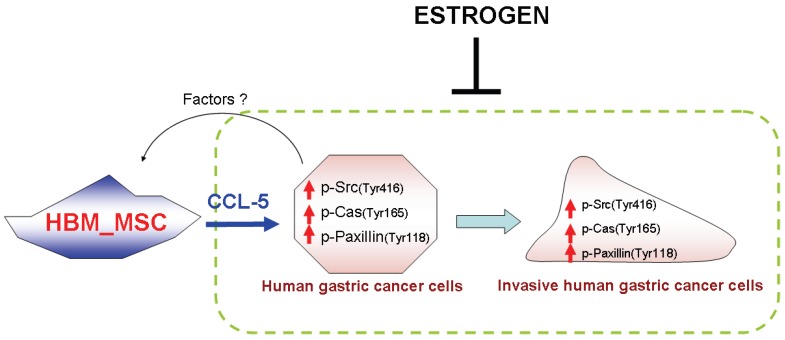 ESTROGEN
Factors ?
CCL-5
HBM_MSC
p-Src(Tyr416)
p-Cas(Tyr165)
p-Paxillin(Tyr118)
p-Src(Tyr416)
p-Cas(Tyr165)
p-Paxillin(Tyr118)
Human gastric cancer cells
Invasive human gastric cancer cells